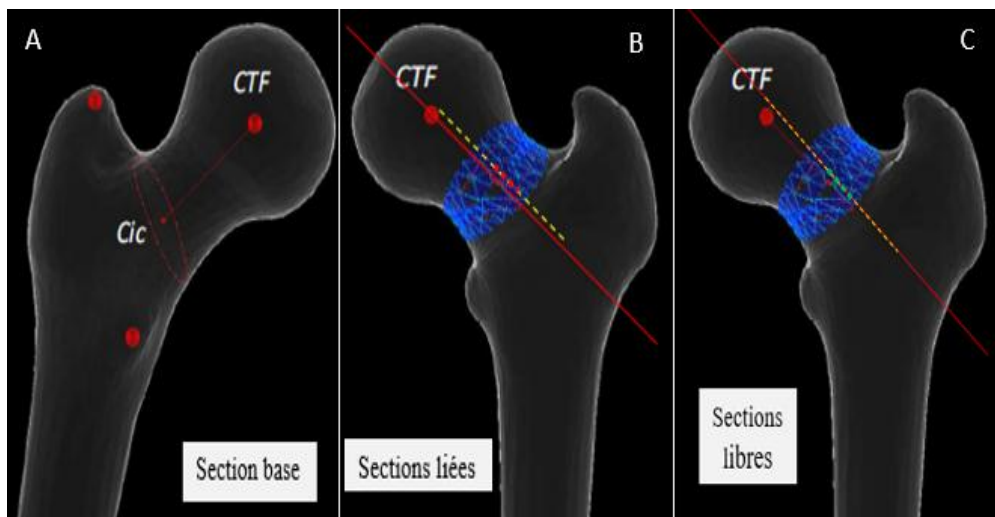 A
CTF
Cic
Section base
B
CTF
Sections liées
C
CTF
Sections
libres